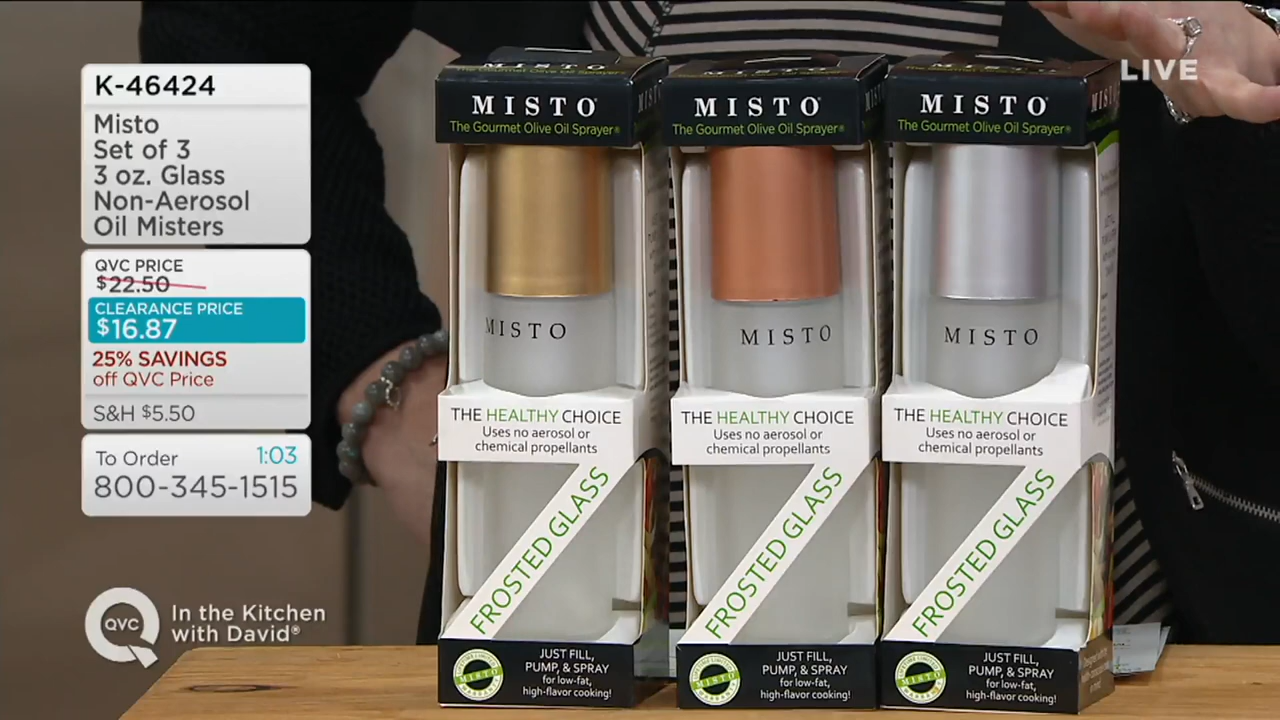 K-46424
Misto
Set of 3
3 oz. Glass
Non-Aerosol
Oil Misters
QVC PRICE
$22.50
CLEARANCE PRICE
$16.87
25% SAVINGS
off QVC Price
S&H $5.50
To Order 1:03
800-345-1515
QVC
In the Kitchen
with David®
LIVE
MISTO®
The Gourmet Olive Oil Sprayer®
MISTO
THE HEALTHY CHOICE
Uses no aerosol or
chemical propellants
FROSTED GLASS
MISTO
JUST FILL,
PUMP, & SPRAY
for low-fat,
high-flavor cooking!
MISTO®
The Gourmet Olive Oil Sprayer®
MISTO
THE HEALTHY CHOICE
Uses no aerosol or
chemical propellants
FROSTED GLASS
MISTO
JUST FILL,
PUMP, & SPRAY
for low-fat,
high-flavor cooking!
MISTO®
The Gourmet Olive Oil Sprayer®
MISTO
THE HEALTHY CHOICE
Uses no aerosol or
chemical propellants
FROSTED GLASS
MISTO
JUST FILL,
PUMP, & SPRAY
for low-fat,
high-flavor cooking!